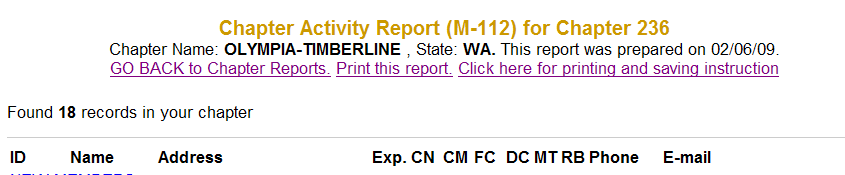 Chapter Activity Report (M-112) for Chapter 236
Chapter Name: OLYMPIA-TIMBERLINE , State: WA. This report was prepared on 02/06/09.
GO BACK to Chapter Reports. Print this report. Click here for printing and saving instruction
Found 18 records in your chapter
ID Name Address Exp. CN CM FC DC MT RB Phone E-mail